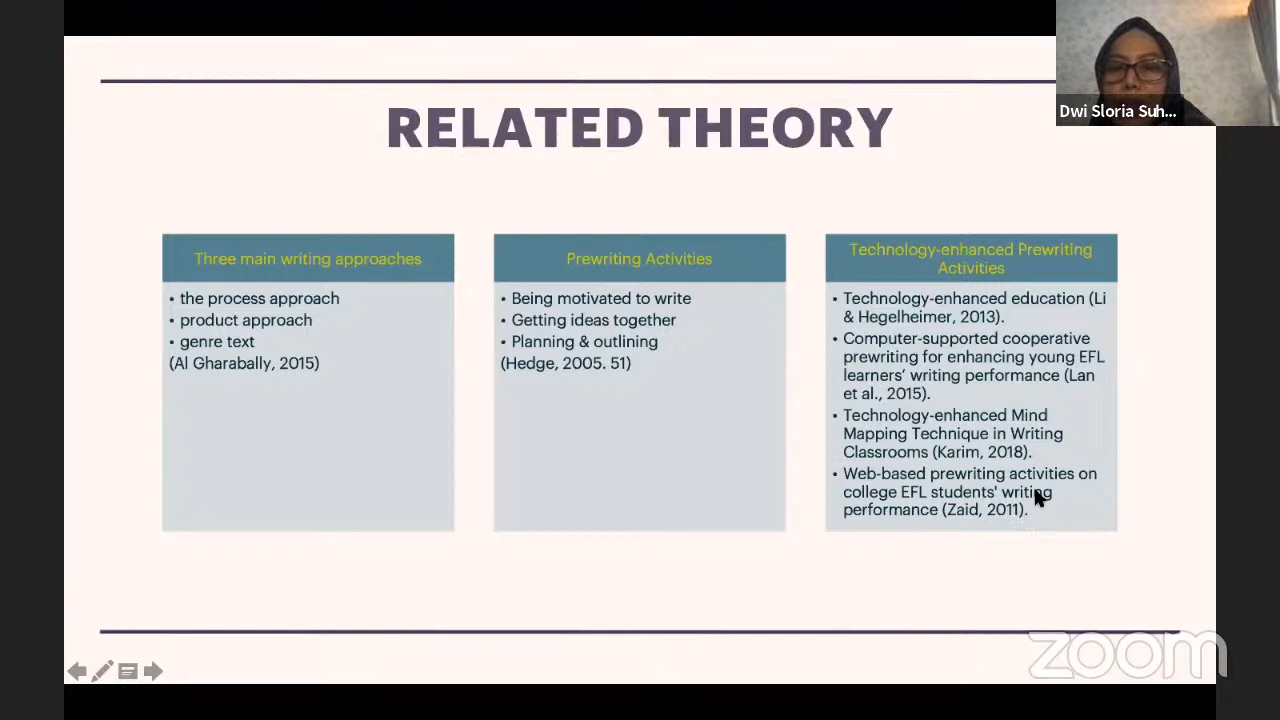 RELATED THEORY
Dwi Sloria Suh...
Three main writing approaches
• the process approach
• product approach
• genre text
(Al Gharabally, 2015)
Prewriting Activities
• Being motivated to write
• Getting ideas together
• Planning & outlining
(Hedge, 2005. 51)
Technology-enhanced Prewriting
Activities
• Technology-enhanced education (Li
& Hegelheimer, 2013).
• Computer-supported cooperative
prewriting for enhancing young EFL
learners’ writing performance (Lan
et al., 2015).
• Technology-enhanced Mind
Mapping Technique in Writing
Classrooms (Karim, 2018).
• Web-based prewriting activities on
college EFL students' writing
performance (Zaid, 2011).
zoom